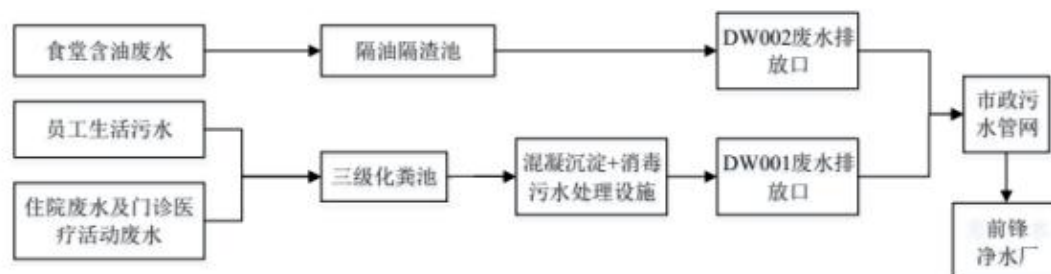 食堂含油废水
隔油隔渣池
DW002废水排
放口
员工生活污水
住院废水及门诊医
疗活动废水
三级化粪池
混凝沉淀+消毒
污水处理设施
DW001废水排
放口
市政污
水管网
前锋
净水厂